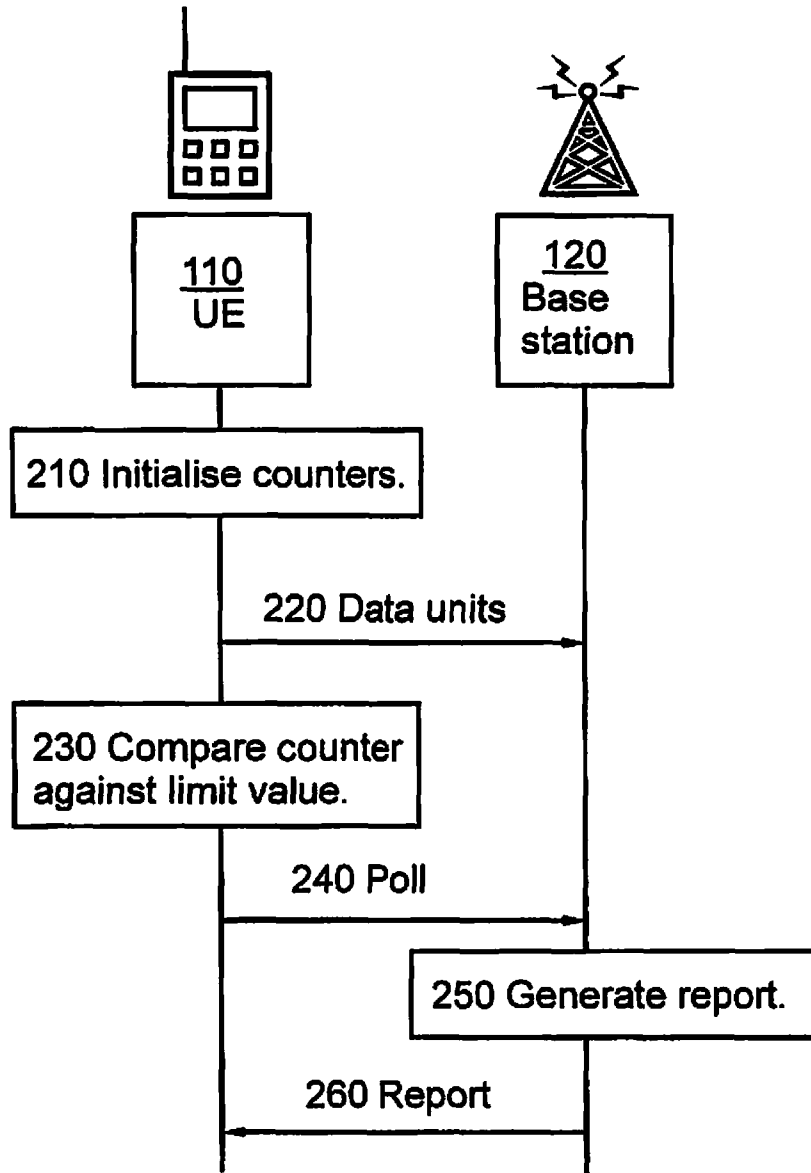 110
UE
120
Base
station
210 Initialise counters.
220 Data units
230 Compare counter
against limit value.
240 Poll
250 Generate report.
260 Report